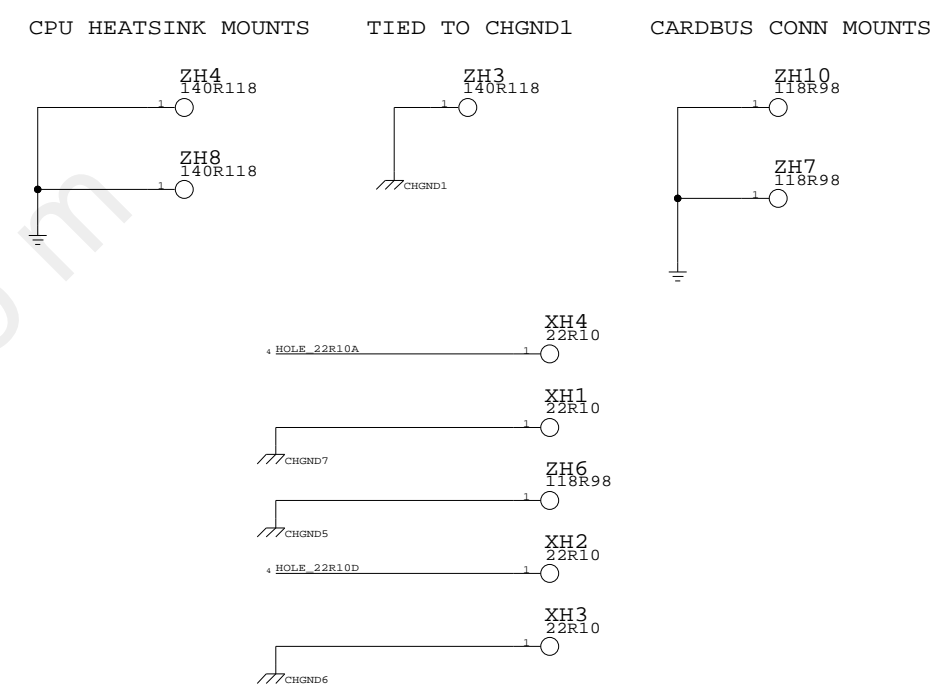 CPU HEATSINK MOUNTS
TIED TO CHGND1
CARDBUS CONN MOUNTS
ZH4
140R118
1
ZH8
140R118
1
ZH3
140R118
1
CHGND1
ZH10
118R98
1
ZH7
118R98
1
XH4
22R10
4 HOLE_22R10A
1
XH1
22R10
1
CHGND7
ZH6
118R98
1
CHGND5
XH2
22R10
4 HOLE_22R10D
1
XH3
22R10
1
CHGND6
om